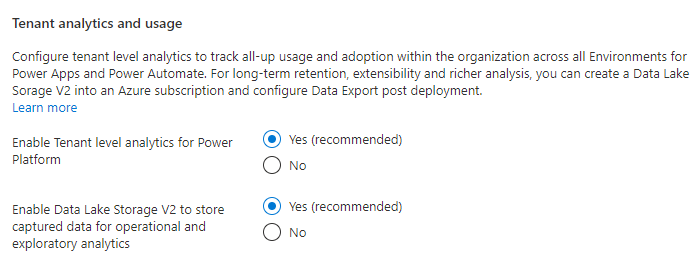 Tenant analytics and usage
Configure tenant level analytics to track all-up usage and adoption within the organization across all Environments for
Power Apps and Power Automate. For long-term retention, extensibility and richer analysis, you can create a Data Lake
Sorage V2 into an Azure subscription and configure Data Export post deployment.
Learn more
Enable Tenant level analytics for Power
Platform
Yes (recommended)
No
Enable Data Lake Storage V2 to store
captured data for operational and
exploratory analytics
Yes (recommended)
No